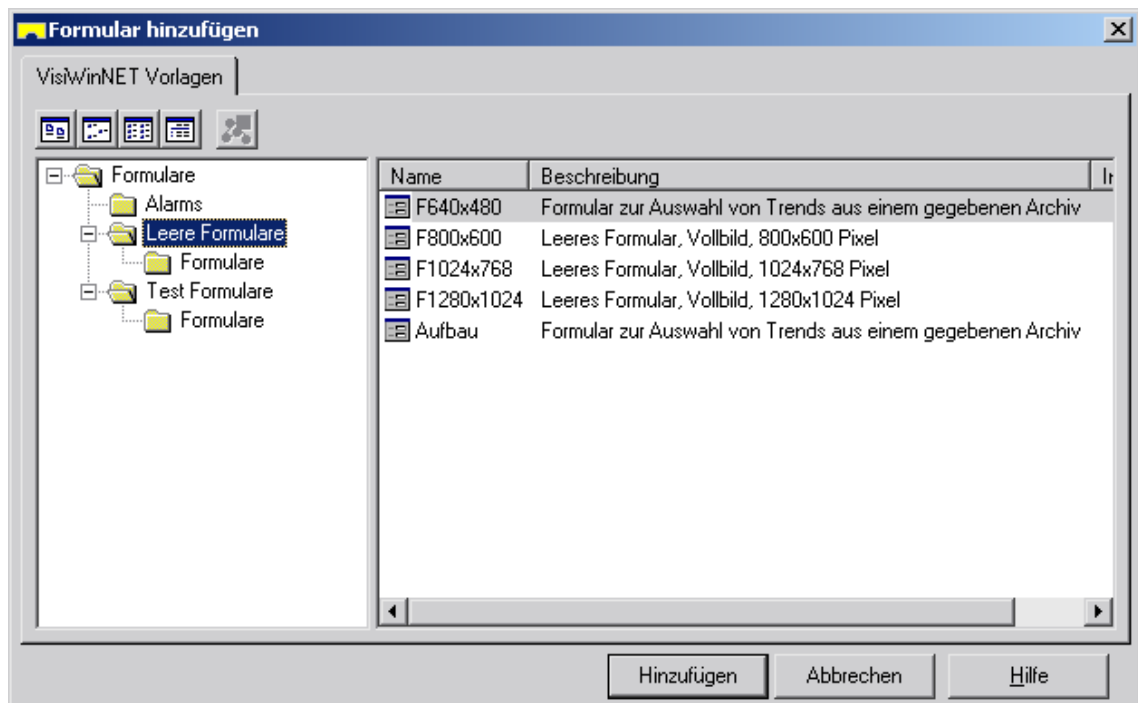 Formular hinzufügen
VisiWinNET Vorlagen
Formulare
Alarms
Leere Formulare
Formulare
Test Formulare
Formulare
Name Beschreibung
F640x480 Formular zur Auswahl von Trends aus einem gegebenen Archiv
F800x600 Leeres Formular, Vollbild, 800x600 Pixel
F1024x768 Leeres Formular, Vollbild, 1024x768 Pixel
F1280x1024 Leeres Formular, Vollbild, 1280x1024 Pixel
Aufbau Formular zur Auswahl von Trends aus einem gegebenen Archiv
Hinzufügen Abbrechen Hilfe